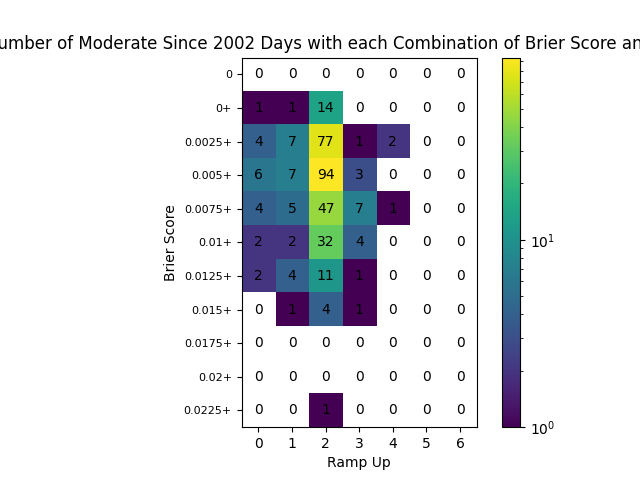 umber of Moderate Since 2002 Days with each Combination of Brier Score an
0 0 0 0 0 0 0 0
0+ 1 1 14 0 0 0 0
0.0025+ 4 7 77 1 2 0 0
0.005+ 6 7 94 3 0 0 0
0.0075+ 4 5 47 7 1 0 0
0.01+ 2 2 32 4 0 0 0
0.0125+ 2 4 11 1 0 0 0
0.015+ 0 1 4 1 0 0 0
0.0175+ 0 0 0 0 0 0 0
0.02+ 0 0 0 0 0 0 0
0.0225+ 0 0 1 0 0 0 0
0 1 2 3 4 5 6
Ramp Up
Brier Score
10¹
10⁰